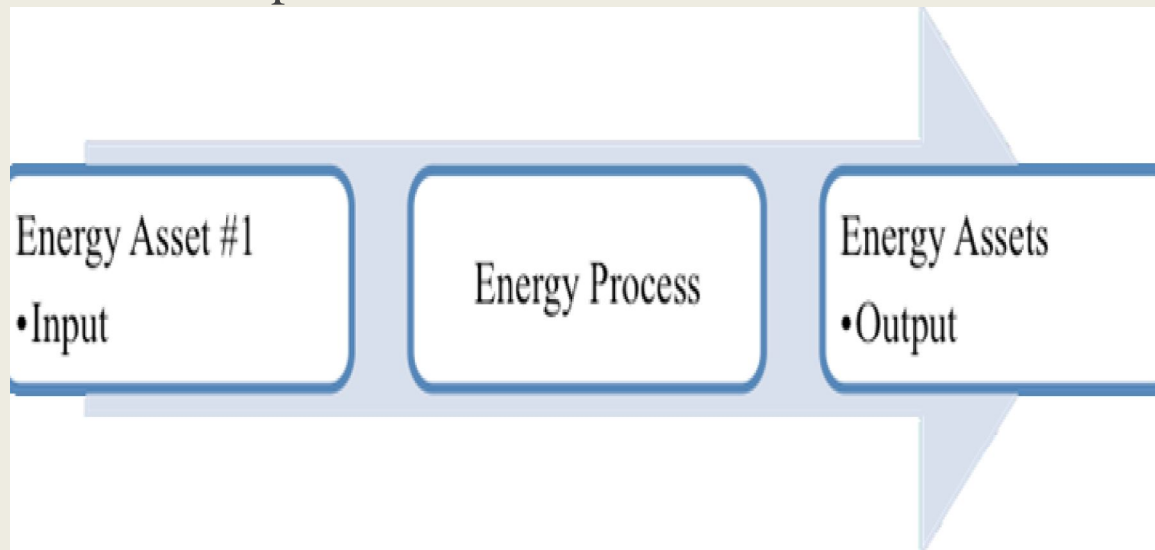 Energy Asset #1
•Input
Energy Process
Energy Assets
•Output